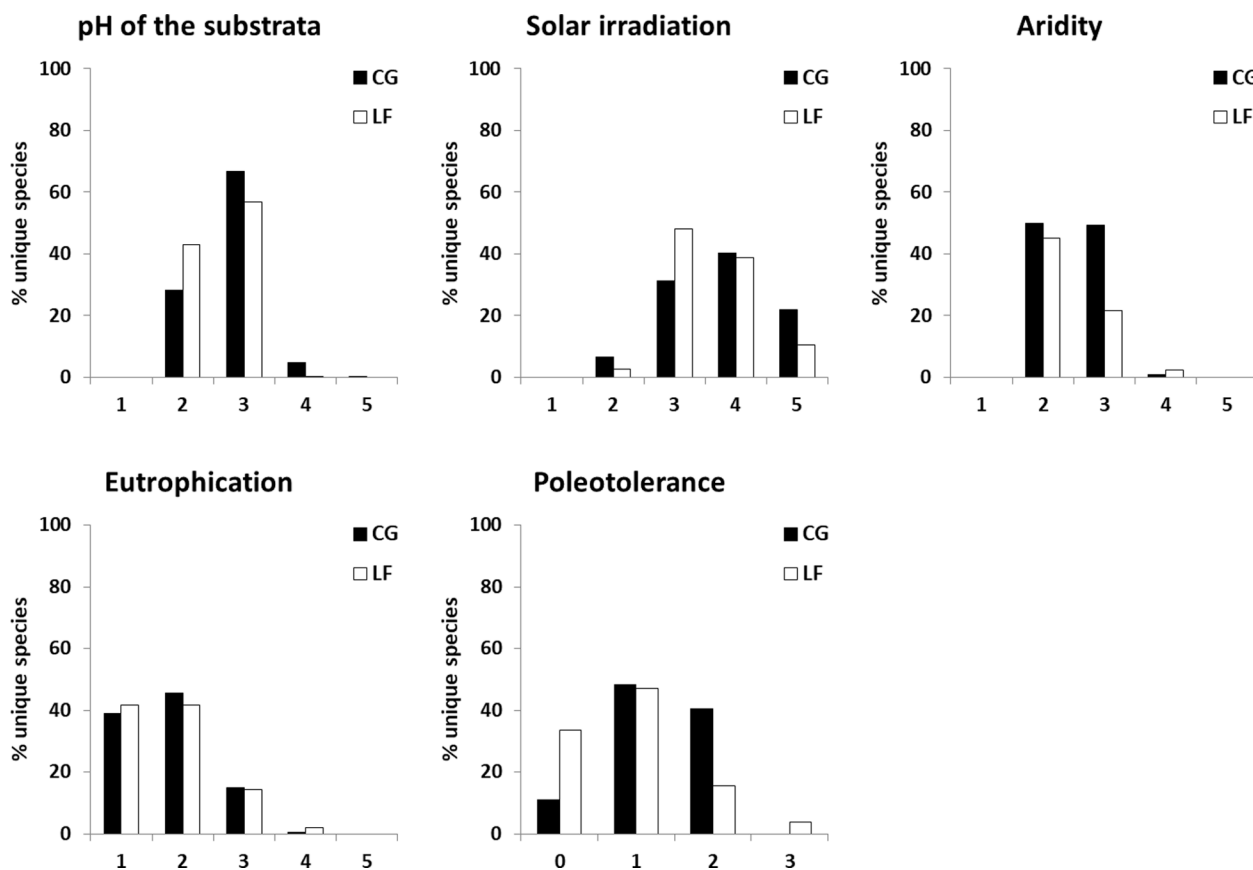 pH of the substrata
% unique species
100
80
60
40
20
0
1 2 3 4 5
CG
LF
Solar irradiation
% unique species
100
80
60
40
20
0
1 2 3 4 5
CG
LF
Aridity
% unique species
100
80
60
40
20
0
1 2 3 4 5
CG
LF
Eutrophication
% unique species
100
80
60
40
20
0
1 2 3 4 5
CG
LF
Poleotolerance
% unique species
100
80
60
40
20
0
0 1 2 3
CG
LF